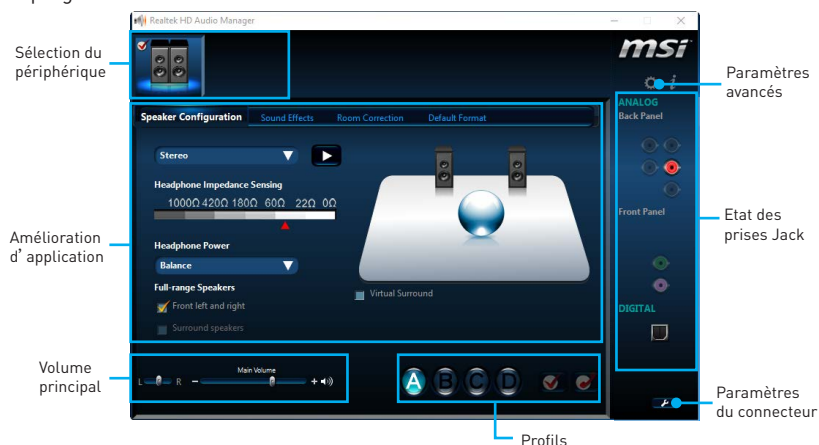 Realtek HD Audio Manager
msi
Sélection du
périphérique
Paramètres
avancés
ANALOG
Back Panel
Speaker Configuration Sound Effects Room Correction Default Format
Stereo
Headphone Impedance Sensing
1000Ω 420Ω 180Ω 60Ω 22Ω 0Ω
Front Panel
Etat des
prises Jack
Amélioration
d'application
Headphone Power
Balance
Full-range Speakers
Front left and right
Surround speakers
Virtual Surround
DIGITAL
Volume
principal
Main Volume
L R - +
A B C D
Paramètres
du connecteur
Profils